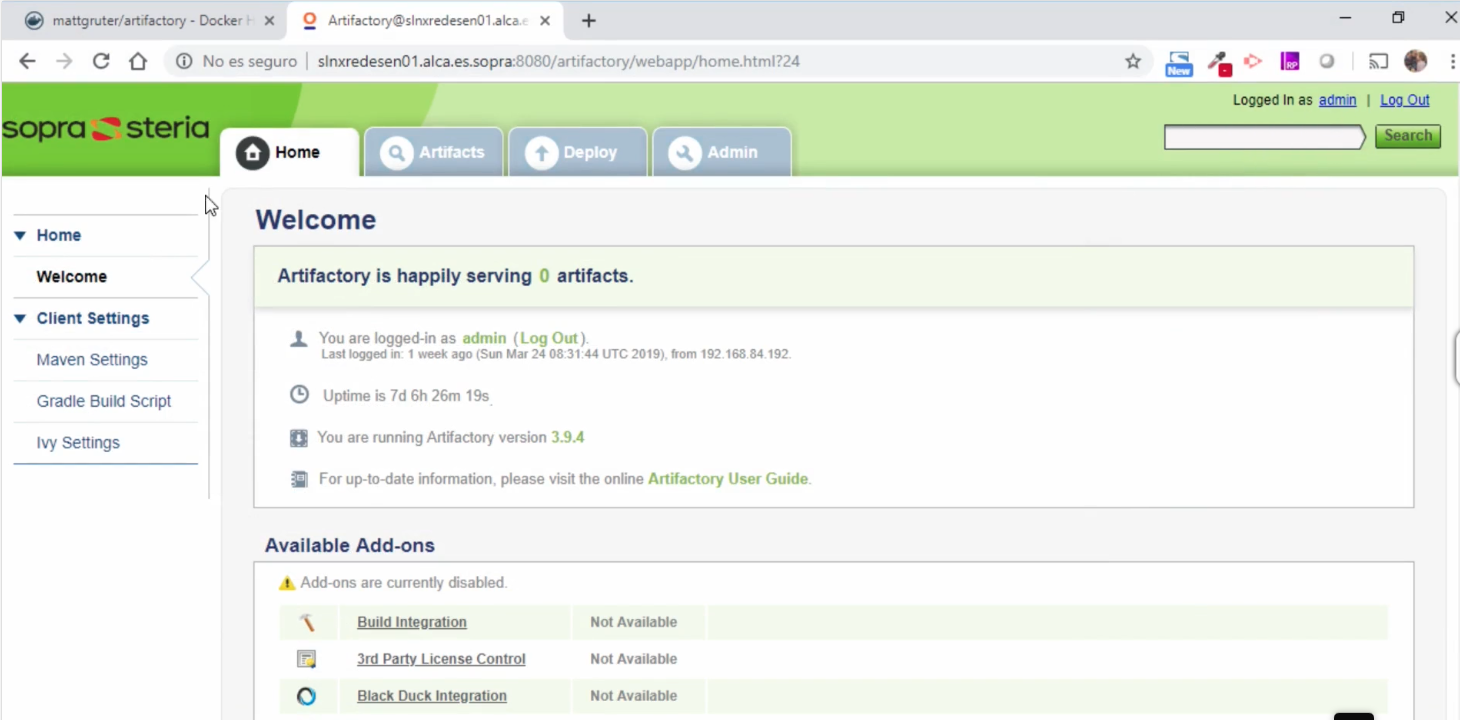 mattgruter/artifactory - Docker H
Artifactory@slnxredesen01.alca.e
No es seguro | slnxredesen01.alca.es.sopra:8080/artifactory/webapp/home.html?24
New
RP
Logged In as admin | Log Out
sopra steria
Home
Artifacts
Deploy
Admin
Search
Home
Welcome
Client Settings
Maven Settings
Gradle Build Script
Ivy Settings
Welcome
Artifactory is happily serving 0 artifacts.
You are logged-in as admin (Log Out).
Last logged in: 1 week ago (Sun Mar 24 08:31:44 UTC 2019), from 192.168.84.192.
Uptime is 7d 6h 26m 19s
You are running Artifactory version 3.9.4
For up-to-date information, please visit the online Artifactory User Guide.
Available Add-ons
Add-ons are currently disabled.
Build Integration Not Available
3rd Party License Control Not Available
Black Duck Integration Not Available